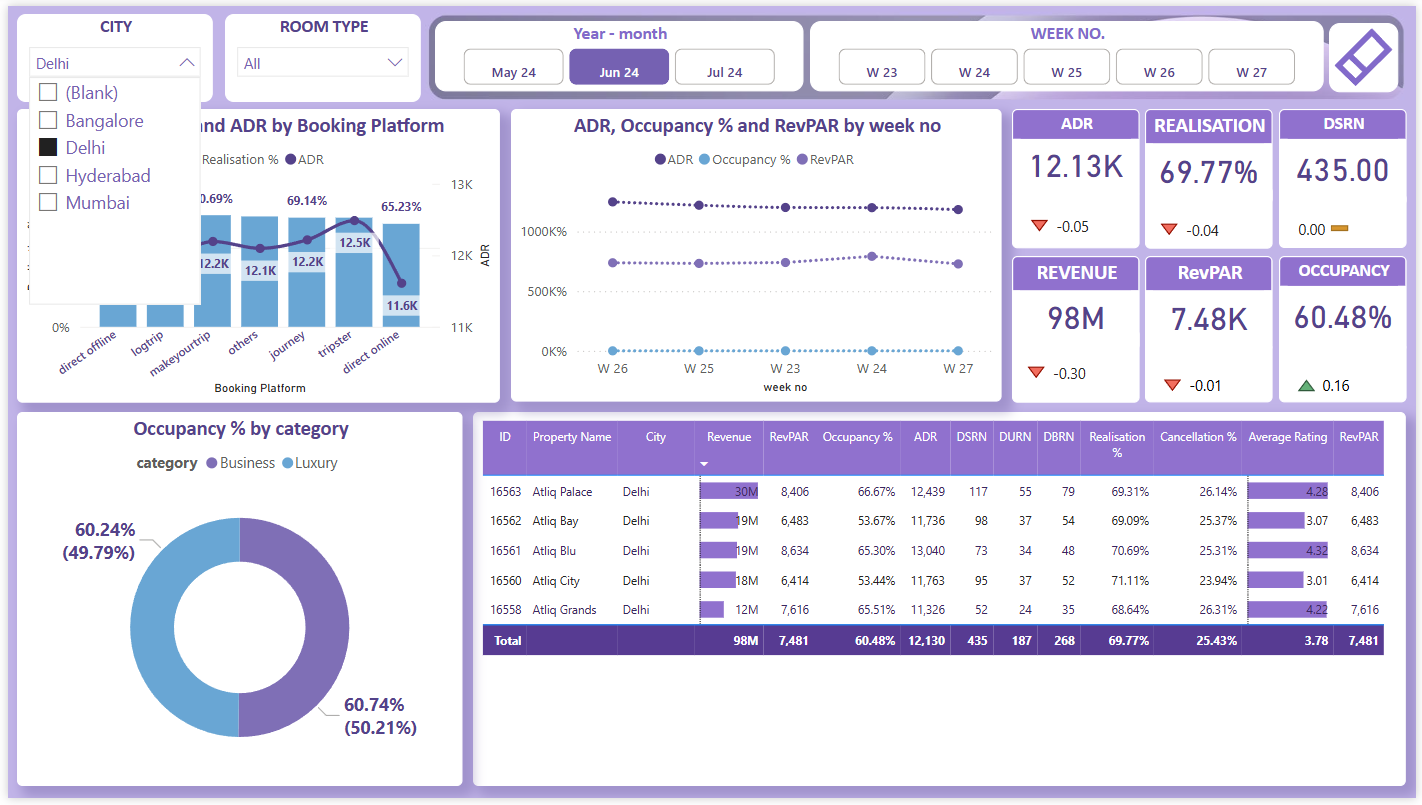 CITY
Delhi
(Blank)
Bangalore
Delhi
Hyderabad
Mumbai
ROOM TYPE
All
Year - month
May 24 Jun 24 Jul 24
WEEK NO.
W 23 W 24 W 25 W 26 W 27
and ADR by Booking Platform
Realisation % ADR
13K
12K
11K
ADR
0%
0.69% 69.14% 65.23%
12.2K 12.1K 12.2K 12.5K 11.6K
direct offline logtrip makeyourtrip others journey tripster direct online
Booking Platform
ADR, Occupancy % and RevPAR by week no
ADR Occupancy % RevPAR
1000K%
500K%
0K%
W 26 W 25 W 23 W 24 W 27
week no
ADR
12.13K
-0.05
REALISATION
69.77%
-0.04
DSRN
435.00
0.00
REVENUE
98M
-0.30
RevPAR
7.48K
-0.01
OCCUPANCY
60.48%
0.16
Occupancy % by category
category Business Luxury
60.24%
(49.79%)
60.74%
(50.21%)
ID Property Name City Revenue RevPAR Occupancy % ADR DSRN DURN DBRN Realisation % Cancellation % Average Rating RevPAR
16563 Atliq Palace Delhi 30M 8,406 66.67% 12,439 117 55 79 69.31% 26.14% 4.28 8,406
16562 Atliq Bay Delhi 19M 6,483 53.67% 11,736 98 37 54 69.09% 25.37% 3.07 6,483
16561 Atliq Blu Delhi 19M 8,634 65.30% 13,040 73 34 48 70.69% 25.31% 4.32 8,634
16560 Atliq City Delhi 18M 6,414 53.44% 11,763 95 37 52 71.11% 23.94% 3.01 6,414
16558 Atliq Grands Delhi 12M 7,616 65.51% 11,326 52 24 35 68.64% 26.31% 4.22 7,616
Total 98M 7,481 60.48% 12,130 435 187 268 69.77% 25.43% 3.78 7,481